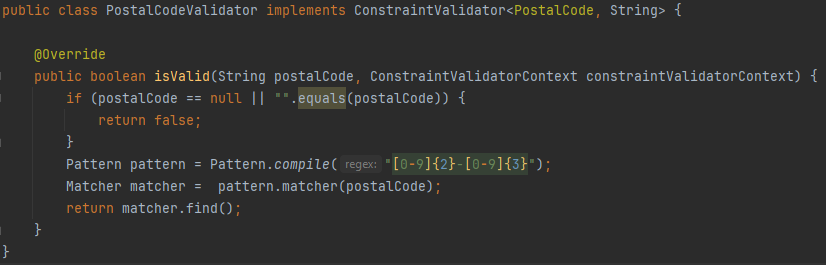 public class PostalCodeValidator implements ConstraintValidator<PostalCode, String> {
@Override
public boolean isValid(String postalCode, ConstraintValidatorContext constraintValidatorContext) {
if (postalCode == null || "".equals(postalCode)) {
return false;
}
Pattern pattern = Pattern.compile( regex: "[0-9]{2}-[0-9]{3}");
Matcher matcher =  pattern.matcher(postalCode);
return matcher.find();
}
}